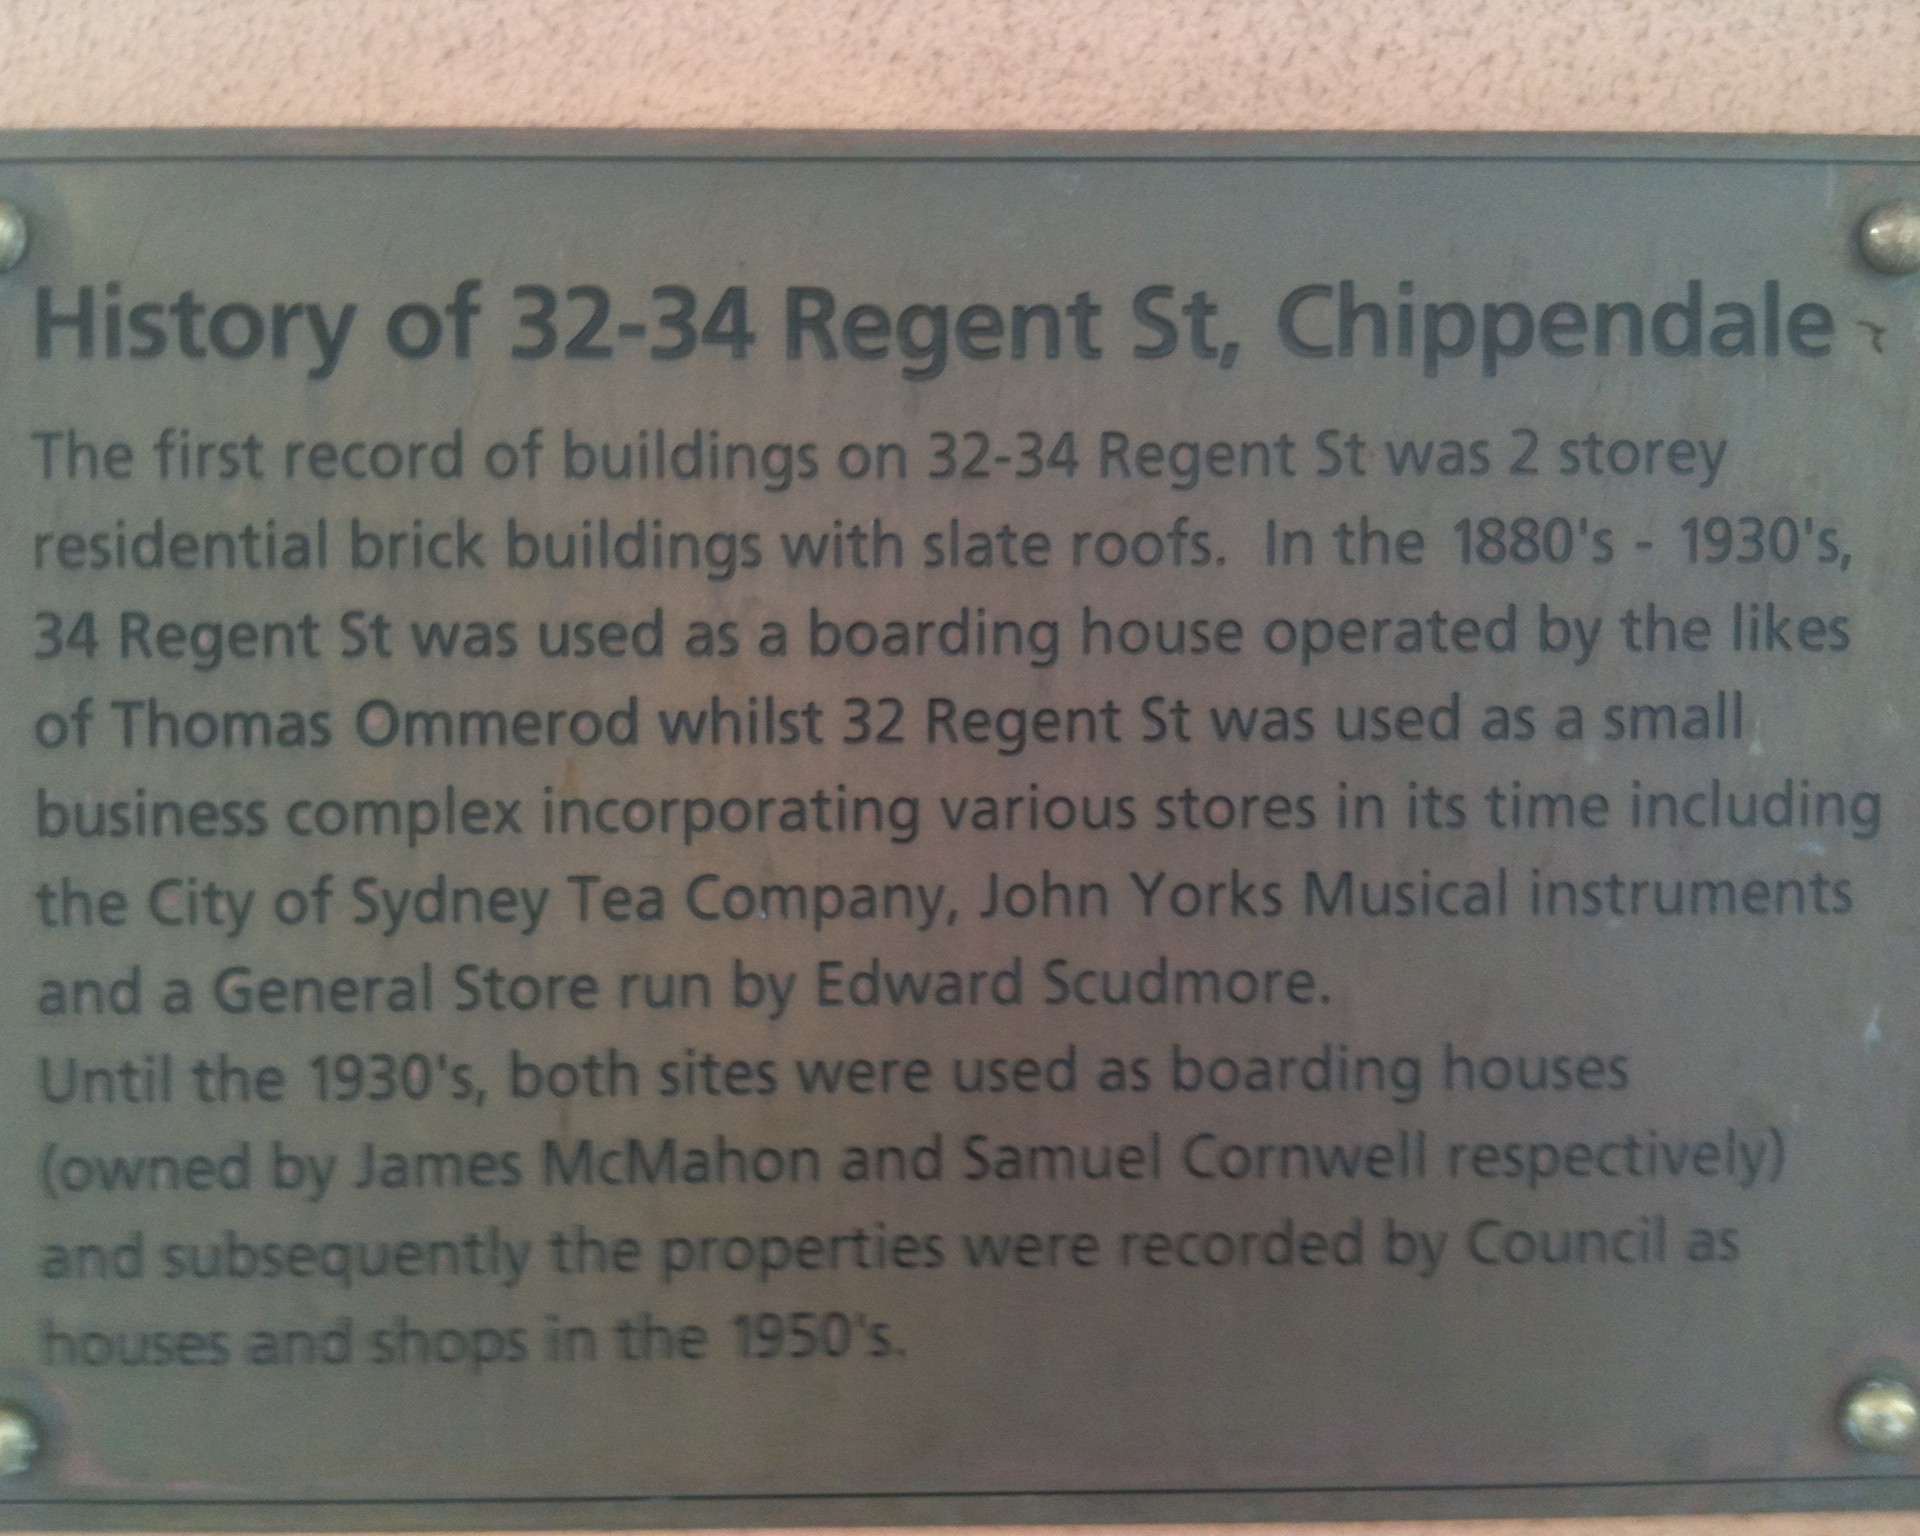 History of 32-34 Regent St, Chippendale
The first record of buildings on 32-34 Regent St was 2 storey
residential brick buildings with slate roofs.  In the 1880's - 1930's,
34 Regent St was used as a boarding house operated by the likes
of Thomas Ommerod whilst 32 Regent St was used as a small
business complex incorporating various stores in its time including
the City of Sydney Tea Company, John Yorks Musical instruments
and a General Store run by Edward Scudmore.
Until the 1930's, both sites were used as boarding houses
(owned by James McMahon and Samuel Cornwell respectively)
and subsequently the properties were recorded by Council as
houses and shops in the 1950's.